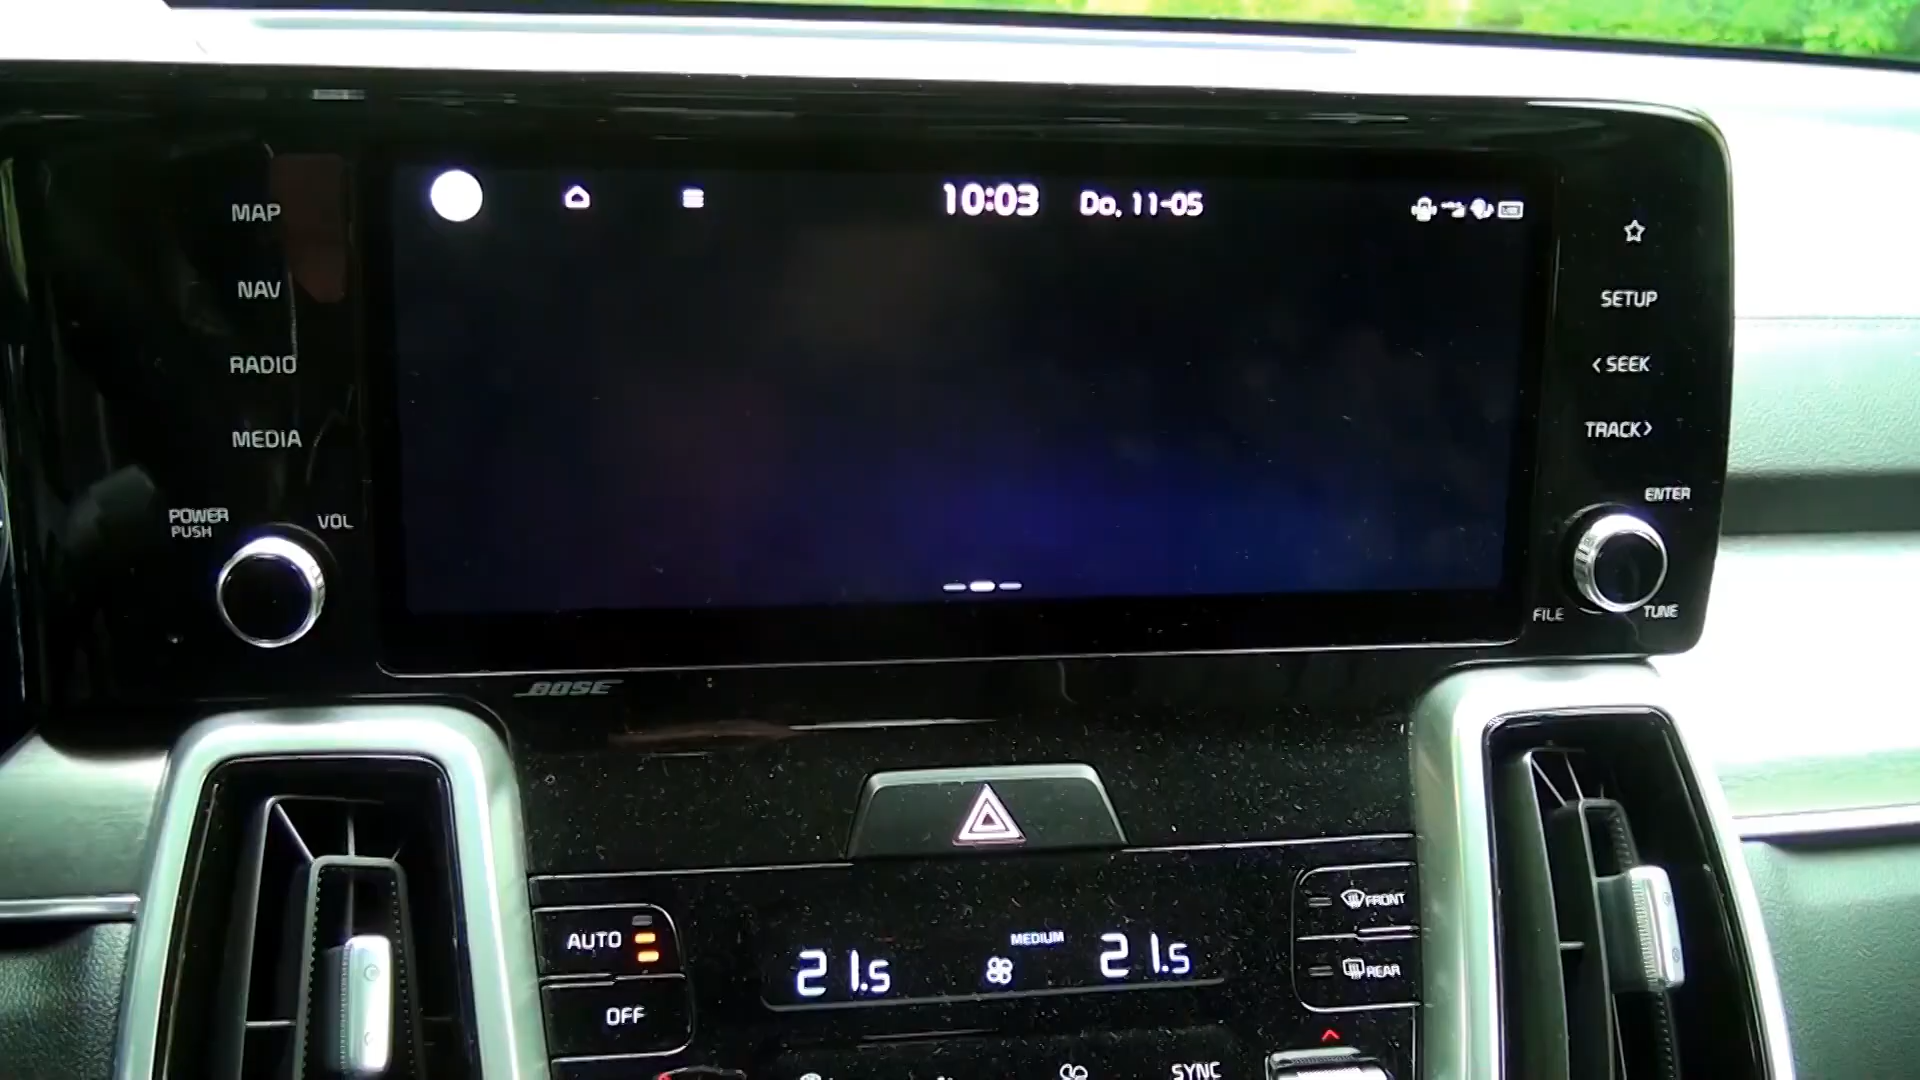 10:03 Do, 11-05
MAP
NAV
RADIO
MEDIA
POWER
PUSH
VOL
SETUP
< SEEK
TRACK >
ENTER
FILE
TUNE
BOSE
AUTO
OFF
21.5
MEDIUM
21.5
FRONT
REAR
SYNC